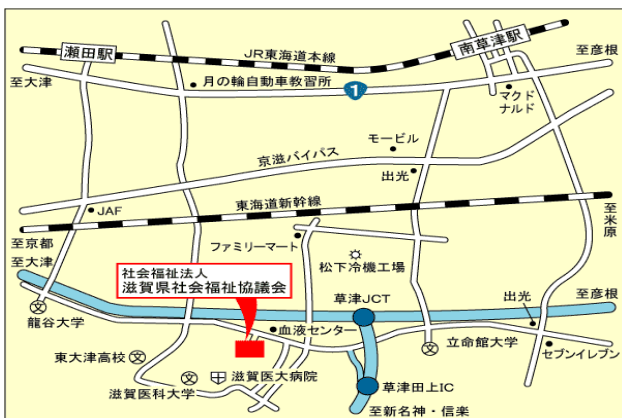 瀬田駅
JR東海道本線
南草津駅
至大津
至彦根
月の輪自動車教習所
1
マクド
ナルド
モービル
京滋バイパス
出光
JAF
東海道新幹線
至米原
至京都
ファミリーマート
至大津
松下冷機工場
社会福祉法人
滋賀県社会福祉協議会
草津JCT
至彦根
文
龍谷大学
血液センター
出光
立命館大学
文
セブンイレブン
東大津高校
文
滋賀医科大学
文
滋賀医大病院
草津田上IC
至新名神・信楽